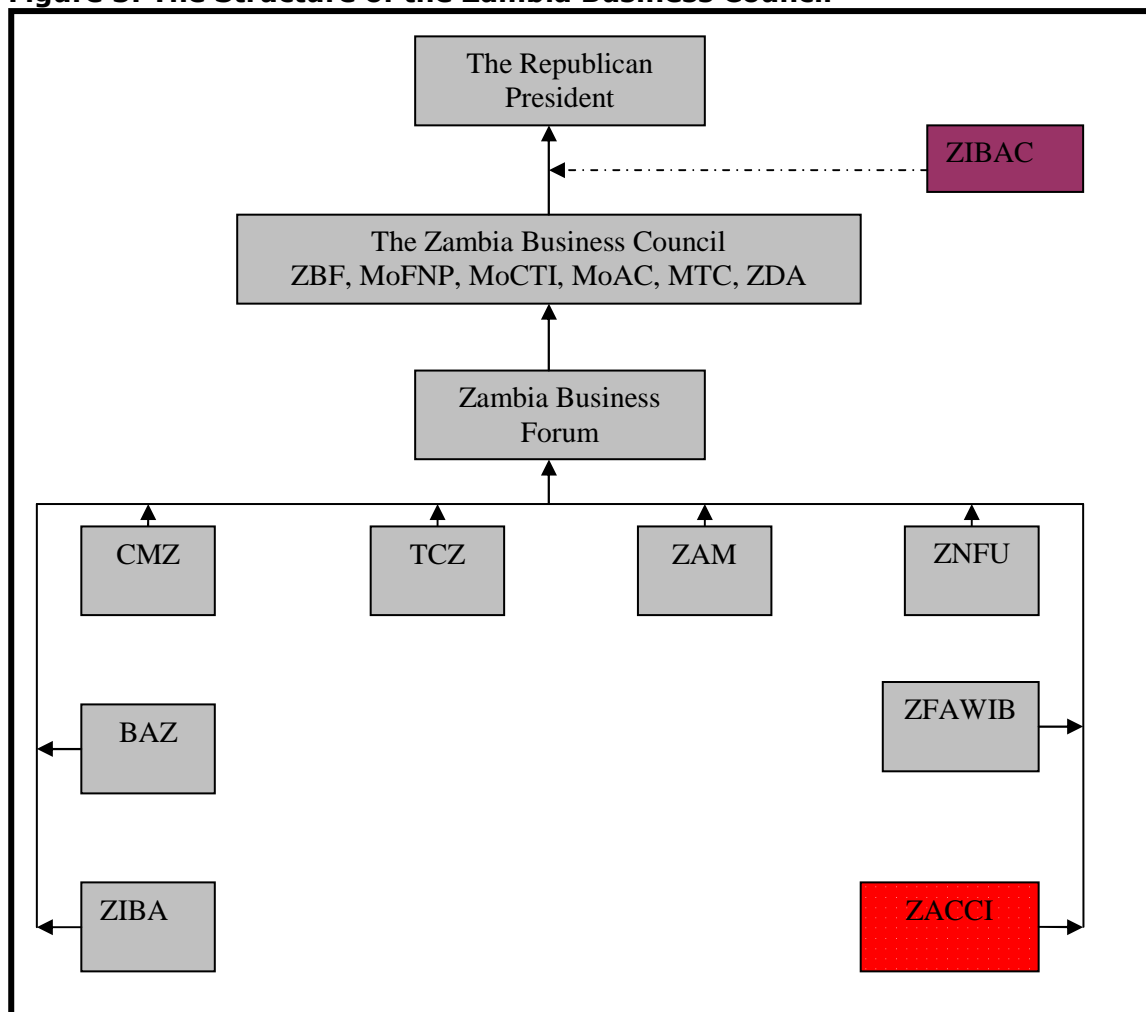 Figure 3: The Structure of the Zambia Business Council
The Republican
President
ZIBAC
The Zambia Business Council
ZBF, MoFNP, MoCTI, MoAC, MTC, ZDA
Zambia Business
Forum
CMZ
TCZ
ZAM
ZNFU
BAZ
ZFAWIB
ZIBA
ZACCI